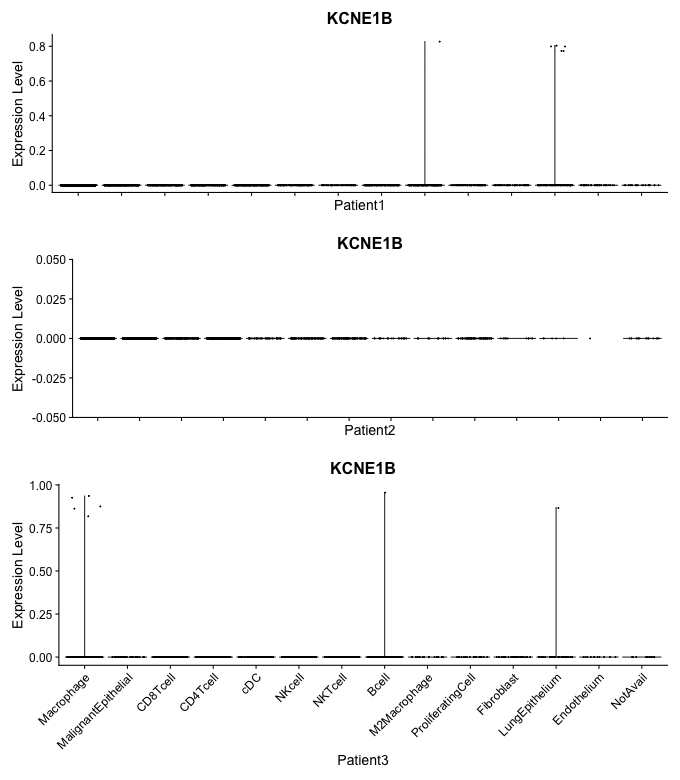 KCNE1B
Expression Level
0.8
0.6
0.4
0.2
0.0
Patient1
KCNE1B
Expression Level
0.050
0.025
0.000
-0.025
-0.050
Patient2
KCNE1B
Expression Level
1.00
0.75
0.50
0.25
0.00
Macrophage
MalignantEpithelial
CD8Tcell
CD4Tcell
cDC
NKcell
NKTcell
Bcell
M2Macrophage
ProliferatingCell
Fibroblast
LungEpithelium
Endothelium
NotAvail
Patient3